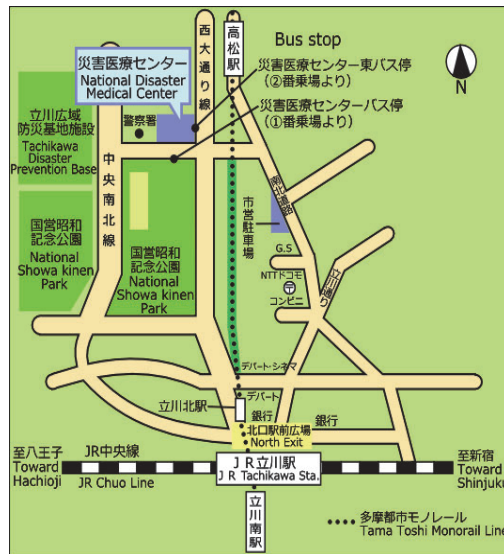 西大通り線
高松駅
災害医療センター
National Disaster
Medical Center
Bus stop
災害医療センター東バス停
(②番乗場より)
災害医療センターバス停
(①番乗場より)
N
立川広域
防災基地施設
Tachikawa
Disaster
Prevention Base
警察署
中央南北線
南北道路
市営駐車場
国営昭和
記念公園
National
Showa kinen
Park
国営昭和
記念公園
National
Showa kinen
Park
G.S
NTTドコモ
コンビニ
立川通り
デパート・シネマ
デパート
立川北駅
銀行
銀行
北口駅前広場
North Exit
至八王子
Toward
Hachioji
JR中央線
JR Chuo Line
JR立川駅
JR Tachikawa Sta.
至新宿
Toward
Shinjuku
立川南駅
多摩都市モノレール
Tama Toshi Monorail Line